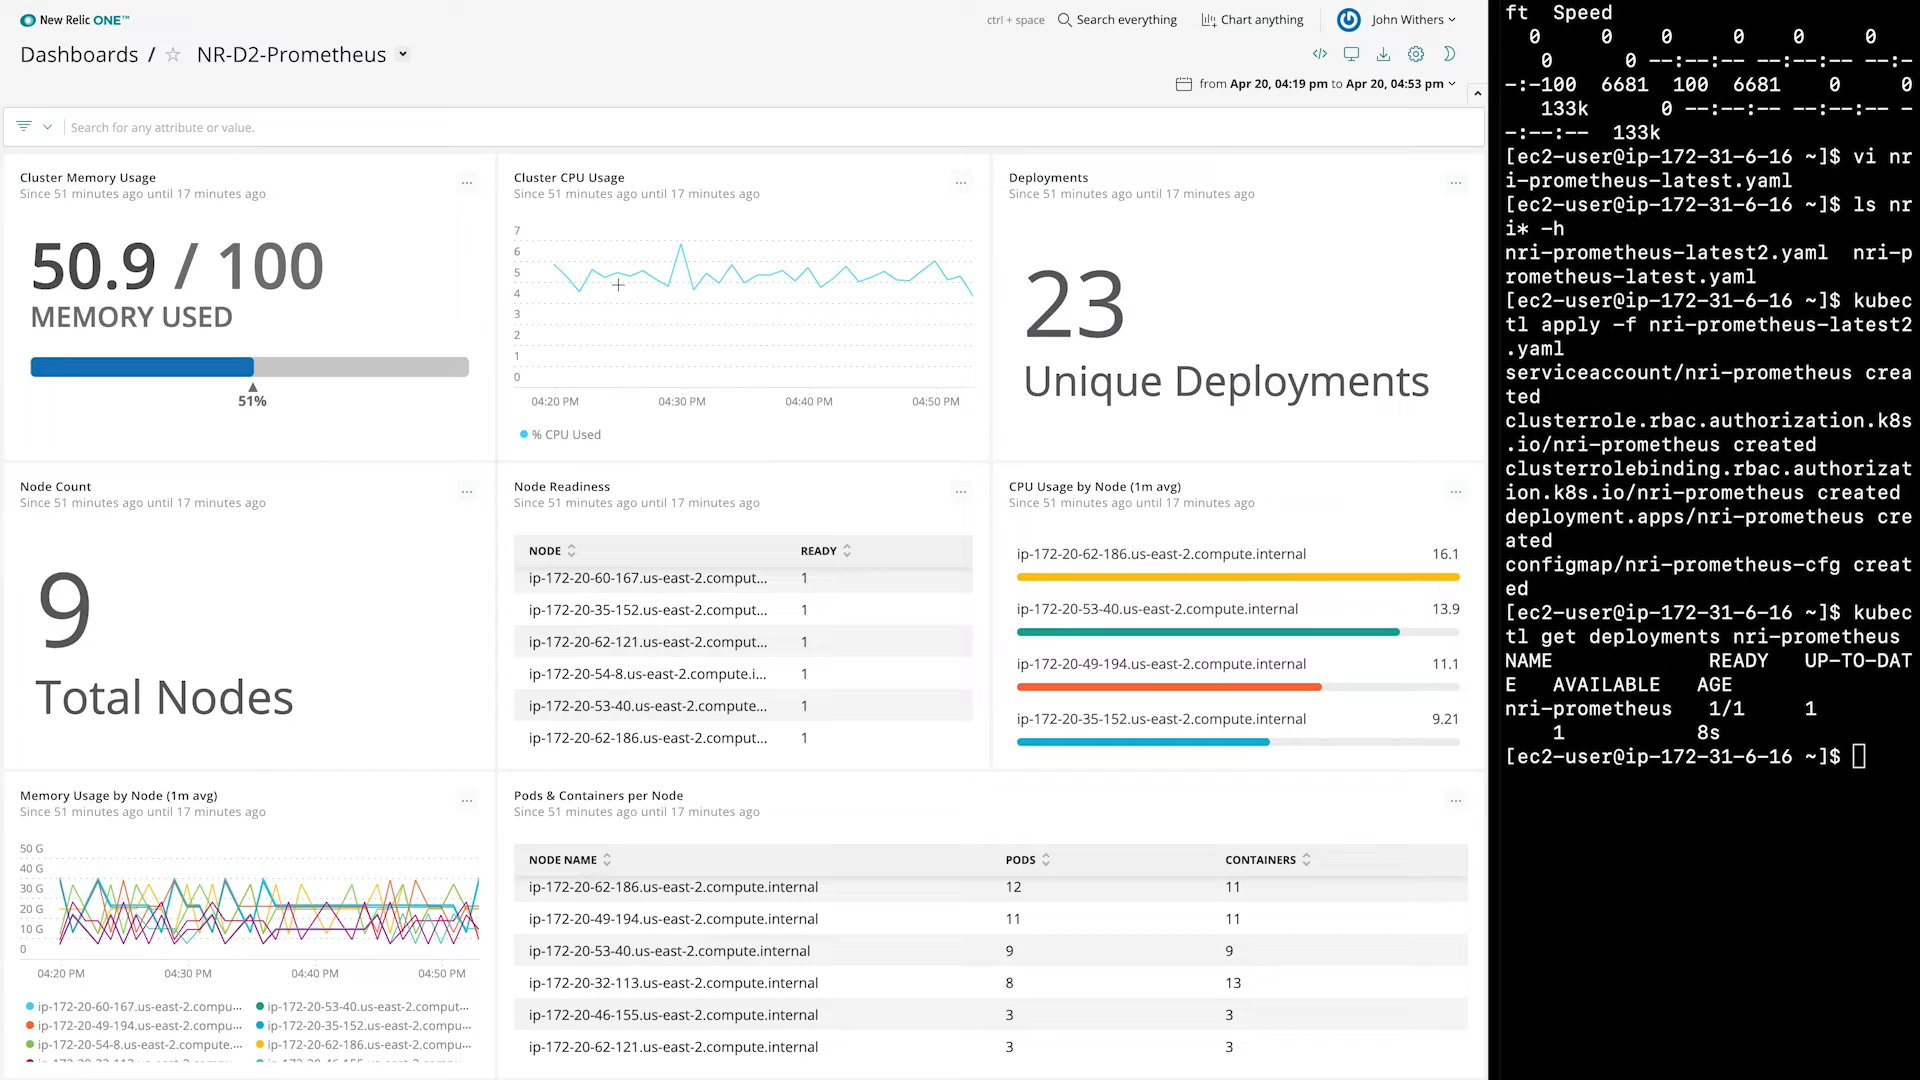 New Relic ONE™
ctrl + space Search everything Chart anything John Withers
Dashboards / NR-D2-Prometheus
from Apr 20, 04:19 pm to Apr 20, 04:53 pm
Search for any attribute or value.
Cluster Memory Usage
Since 51 minutes ago until 17 minutes ago
50.9 / 100
MEMORY USED
51%
Cluster CPU Usage
Since 51 minutes ago until 17 minutes ago
7
6
5
4
3
2
1
0
04:20 PM 04:30 PM 04:40 PM 04:50 PM
% CPU Used
Deployments
Since 51 minutes ago until 17 minutes ago
23
Unique Deployments
Node Count
Since 51 minutes ago until 17 minutes ago
9
Total Nodes
Node Readiness
Since 51 minutes ago until 17 minutes ago
NODE READY
ip-172-20-60-167.us-east-2.comput... 1
ip-172-20-35-152.us-east-2.comput... 1
ip-172-20-62-121.us-east-2.comput... 1
ip-172-20-54-8.us-east-2.compute.i... 1
ip-172-20-53-40.us-east-2.compute... 1
ip-172-20-62-186.us-east-2.comput... 1
CPU Usage by Node (1m avg)
Since 51 minutes ago until 17 minutes ago
ip-172-20-62-186.us-east-2.compute.internal 16.1
ip-172-20-53-40.us-east-2.compute.internal 13.9
ip-172-20-49-194.us-east-2.compute.internal 11.1
ip-172-20-35-152.us-east-2.compute.internal 9.21
Memory Usage by Node (1m avg)
Since 51 minutes ago until 17 minutes ago
50 G
40 G
30 G
20 G
10 G
0
04:20 PM 04:30 PM 04:40 PM 04:50 PM
ip-172-20-60-167.us-east-2.compu... ip-172-20-53-40.us-east-2.comput...
ip-172-20-49-194.us-east-2.compu... ip-172-20-35-152.us-east-2.compu...
ip-172-20-54-8.us-east-2.compute.... ip-172-20-62-186.us-east-2.compu...
Pods & Containers per Node
Since 51 minutes ago until 17 minutes ago
NODE NAME PODS CONTAINERS
ip-172-20-62-186.us-east-2.compute.internal 12 11
ip-172-20-49-194.us-east-2.compute.internal 11 11
ip-172-20-53-40.us-east-2.compute.internal 9 9
ip-172-20-32-113.us-east-2.compute.internal 8 13
ip-172-20-46-155.us-east-2.compute.internal 3 3
ip-172-20-62-121.us-east-2.compute.internal 3 3
ft Speed
0 0 0 0 0 0
0 0 --:--:-- --:--:-- --:-
-:--100 6681 100 6681 0 0
133k 0 --:--:-- --:--:-- -
-:--:-- 133k
[ec2-user@ip-172-31-6-16 ~]$ vi nr
i-prometheus-latest.yaml
[ec2-user@ip-172-31-6-16 ~]$ ls nr
i* -h
nri-prometheus-latest2.yaml nri-p
rometheus-latest.yaml
[ec2-user@ip-172-31-6-16 ~]$ kubec
tl apply -f nri-prometheus-latest2
.yaml
serviceaccount/nri-prometheus crea
ted
clusterrole.rbac.authorization.k8s
.io/nri-prometheus created
clusterrolebinding.rbac.authorizat
ion.k8s.io/nri-prometheus created
deployment.apps/nri-prometheus cre
ated
configmap/nri-prometheus-cfg creat
ed
[ec2-user@ip-172-31-6-16 ~]$ kubec
tl get deployments nri-prometheus
NAME READY UP-TO-DAT
E AVAILABLE AGE
nri-prometheus 1/1 1
1 8s
[ec2-user@ip-172-31-6-16 ~]$